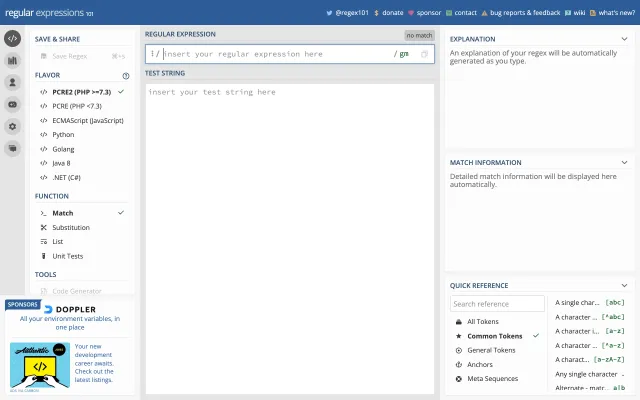 regular expressions 101
@regex101
donate
sponsor
contact
bug reports & feedback
wiki
what's new?
SAVE & SHARE
Save Regex
⌘+s
FLAVOR
</> PCRE2 (PHP >=7.3)
</> PCRE (PHP <7.3)
</> ECMAScript (JavaScript)
</> Python
</> Golang
</> Java 8
</> .NET (C#)
FUNCTION
Match
Substitution
List
Unit Tests
TOOLS
Code Generator
SPONSORS
DOPPLER
All your environment variables, in
one place
Authentic
Your new
development
career awaits.
Check out the
latest listings.
REGULAR EXPRESSION
no match
/ insert your regular expression here
/ gm
TEST STRING
insert your test string here
EXPLANATION
An explanation of your regex will be automatically
generated as you type.
MATCH INFORMATION
Detailed match information will be displayed here
automatically.
QUICK REFERENCE
Search reference
All Tokens
Common Tokens
General Tokens
Anchors
Meta Sequences
A single char... [abc]
A character ... [^abc]
A character i... [a-z]
A character ... [^a-z]
A charact... [a-zA-Z]
Any single character .
Alternate - matr... a|b